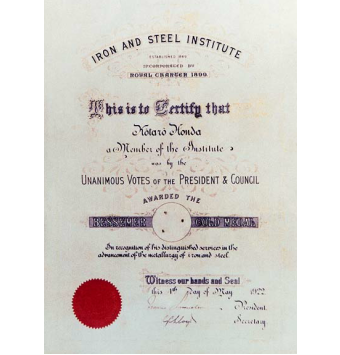 IRON AND STEEL INSTITUTE
ESTABLISHED 1869
INCORPORATED BY
ROYAL CHARTER 1899
This is to Certify that
Kôtarô Honda
a Member of the Institute
was by the
UNANIMOUS VOTES OF THE PRESIDENT & COUNCIL
AWARDED THE
BESSEMER GOLD MEDAL
In recognition of his distinguished services in the
advancement of the metallurgy of iron and steel.
Witness our hands and Seal
this 1st day of May 1922
President
Secretary